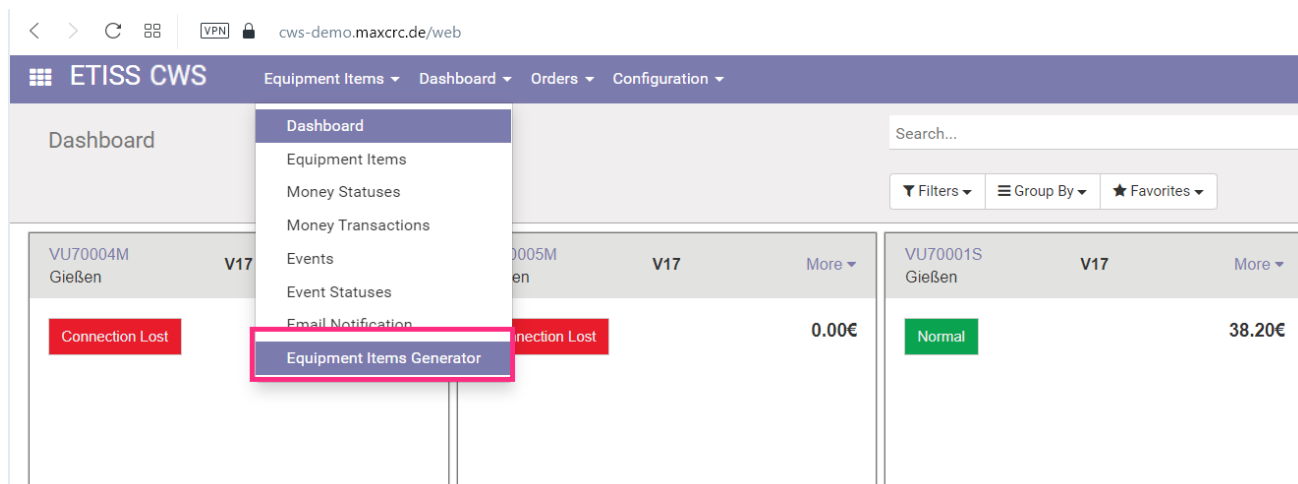 VPN cws-demo.maxcrc.de/web
ETISS CWS Equipment Items Dashboard Orders Configuration
Dashboard
Search...
Filters Group By Favorites
Dashboard
Equipment Items
Money Statuses
Money Transactions
Events
Event Statuses
Email Notification
Equipment Items Generator
VU70004M
Gießen
V17
Connection Lost
0005M
en
V17
More
nnection Lost
0.00€
VU70001S
Gießen
V17
More
Normal
38.20€